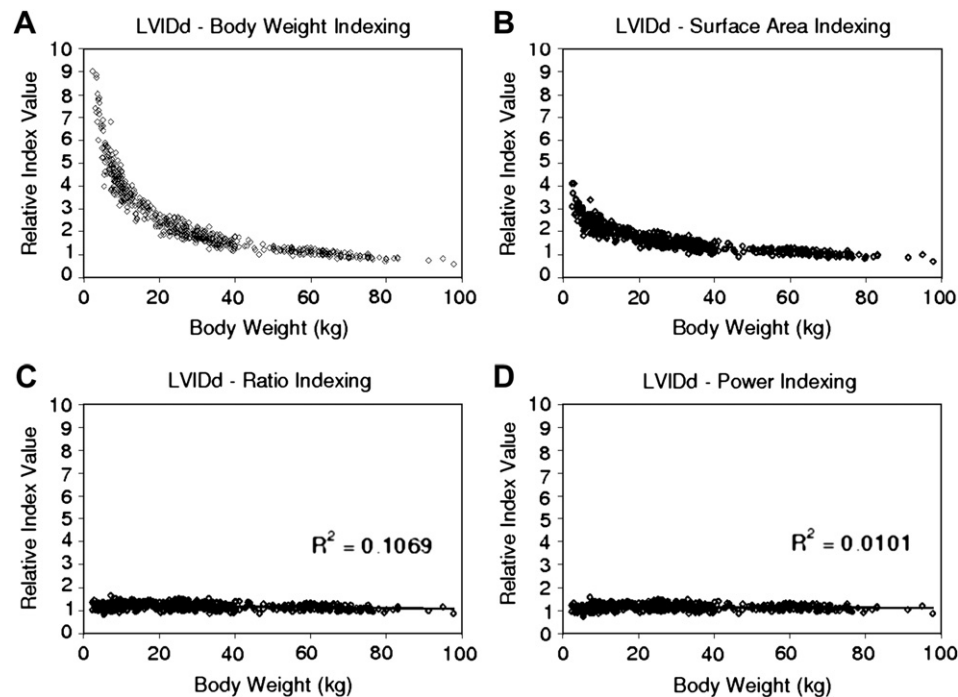 A
LVIDd - Body Weight Indexing
Relative Index Value
10
9
8
7
6
5
4
3
2
1
0
0 20 40 60 80 100
Body Weight (kg)
B
LVIDd - Surface Area Indexing
Relative Index Value
10
9
8
7
6
5
4
3
2
1
0
0 20 40 60 80 100
Body Weight (kg)
C
LVIDd - Ratio Indexing
Relative Index Value
10
9
8
7
6
5
4
3
2
1
0
R² = 0.1069
0 20 40 60 80 100
Body Weight (kg)
D
LVIDd - Power Indexing
Relative Index Value
10
9
8
7
6
5
4
3
2
1
0
R² = 0.0101
0 20 40 60 80 100
Body Weight (kg)